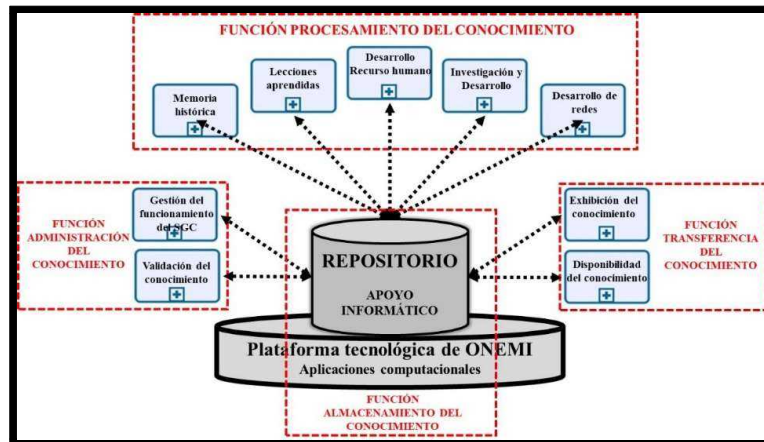 FUNCIÓN PROCESAMIENTO DEL CONOCIMIENTO
Memoria
histórica
Lecciones
aprendidas
Desarrollo
Recurso humano
Investigación y
Desarrollo
Desarrollo de
redes
FUNCIÓN
ADMINISTRACIÓN
DEL
CONOCIMIENTO
Gestión del
funcionamiento
del SGC
Validación del
conocimiento
REPOSITORIO
APOYO
INFORMÁTICO
Plataforma tecnológica de ONEMI
Aplicaciones computacionales
Exhibición del
conocimiento
Disponibilidad
del conocimiento
FUNCIÓN
TRANSFERENCIA
DEL
CONOCIMIENTO
FUNCIÓN
ALMACENAMIENTO DEL
CONOCIMIENTO